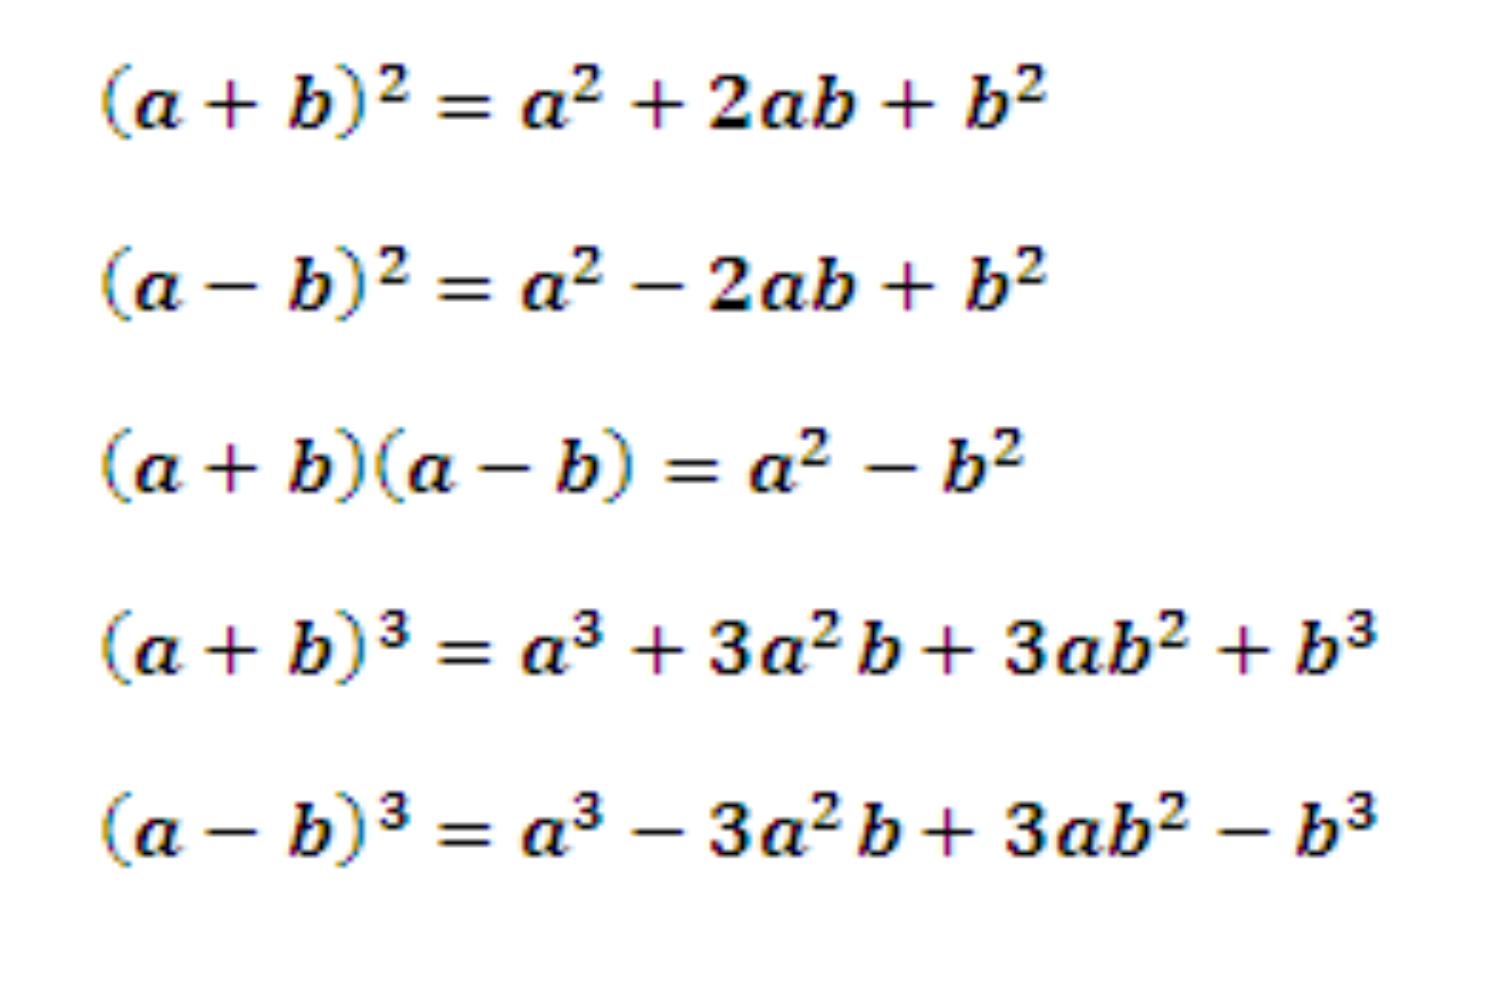 (a + b)² = a² + 2ab + b²
(a − b)² = a² − 2ab + b²
(a + b)(a − b) = a² − b²
(a + b)³ = a³ + 3a²b + 3ab² + b³
(a − b)³ = a³ − 3a²b + 3ab² − b³